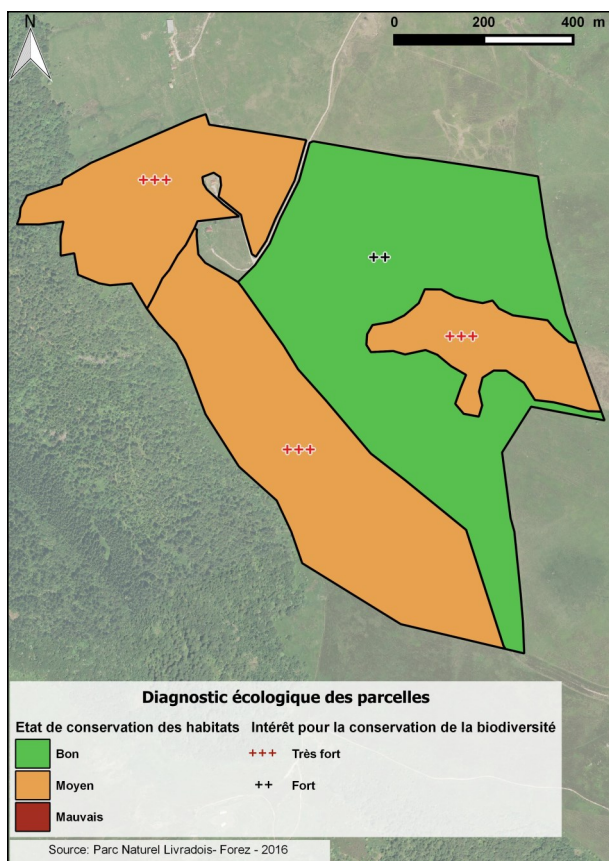 N
0 200 400 m
+++
++
+++
+++
Diagnostic écologique des parcelles
Etat de conservation des habitats Intérêt pour la conservation de la biodiversité
Bon +++ Très fort
Moyen ++ Fort
Mauvais
Source: Parc Naturel Livradois- Forez - 2016